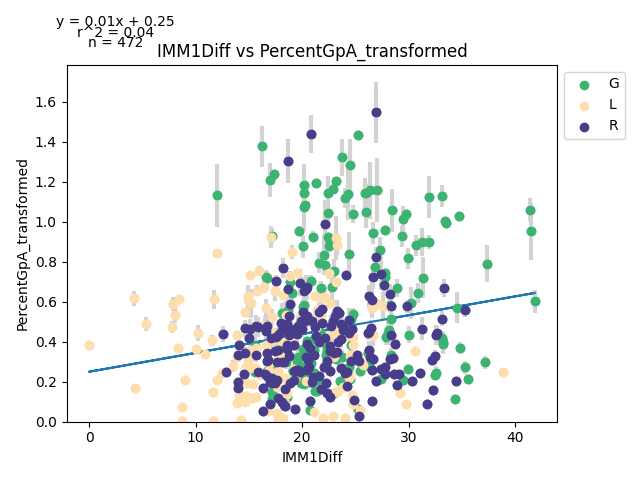 y = 0.01x + 0.25
r^2 = 0.04
n = 472
IMM1Diff vs PercentGpA_transformed
G
L
R
PercentGpA_transformed
1.6
1.4
1.2
1.0
0.8
0.6
0.4
0.2
0.0
0 10 20 30 40
IMM1Diff